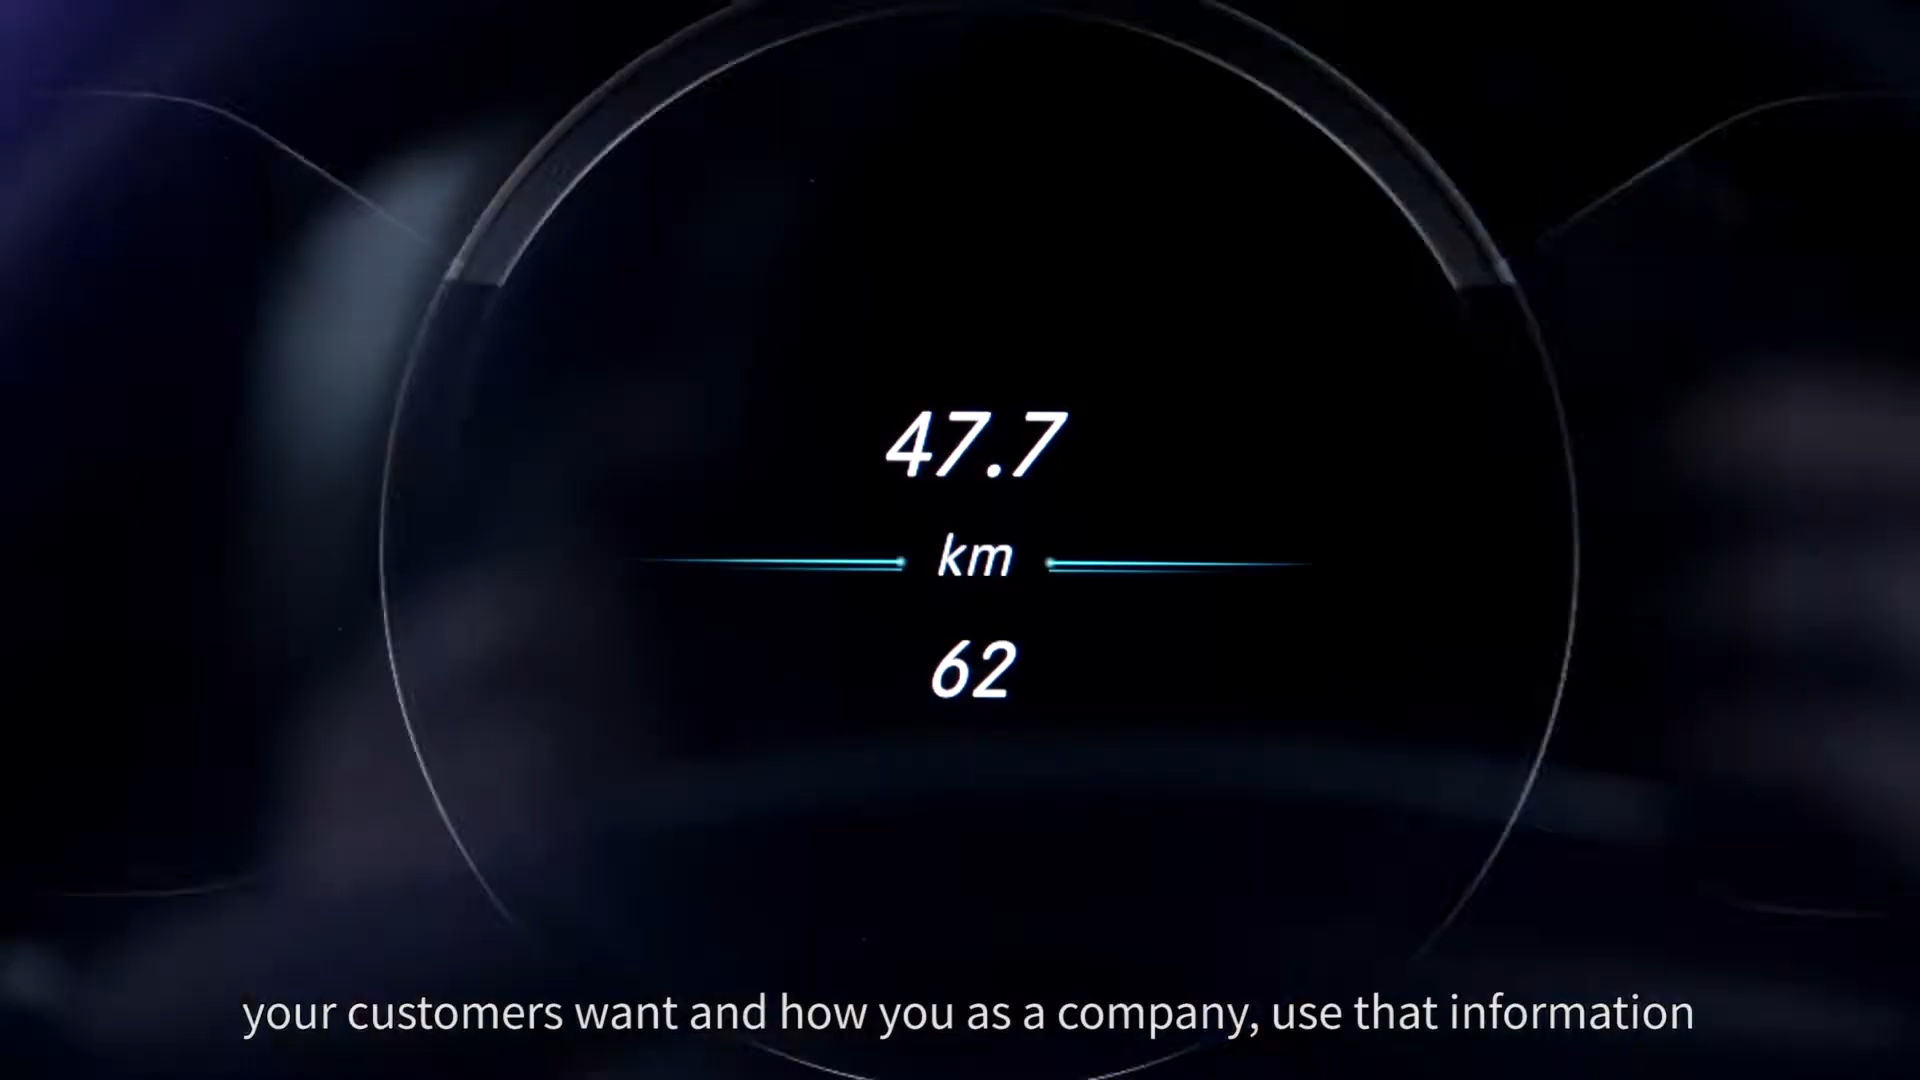 47.7
km
62
your customers want and how you as a company, use that information